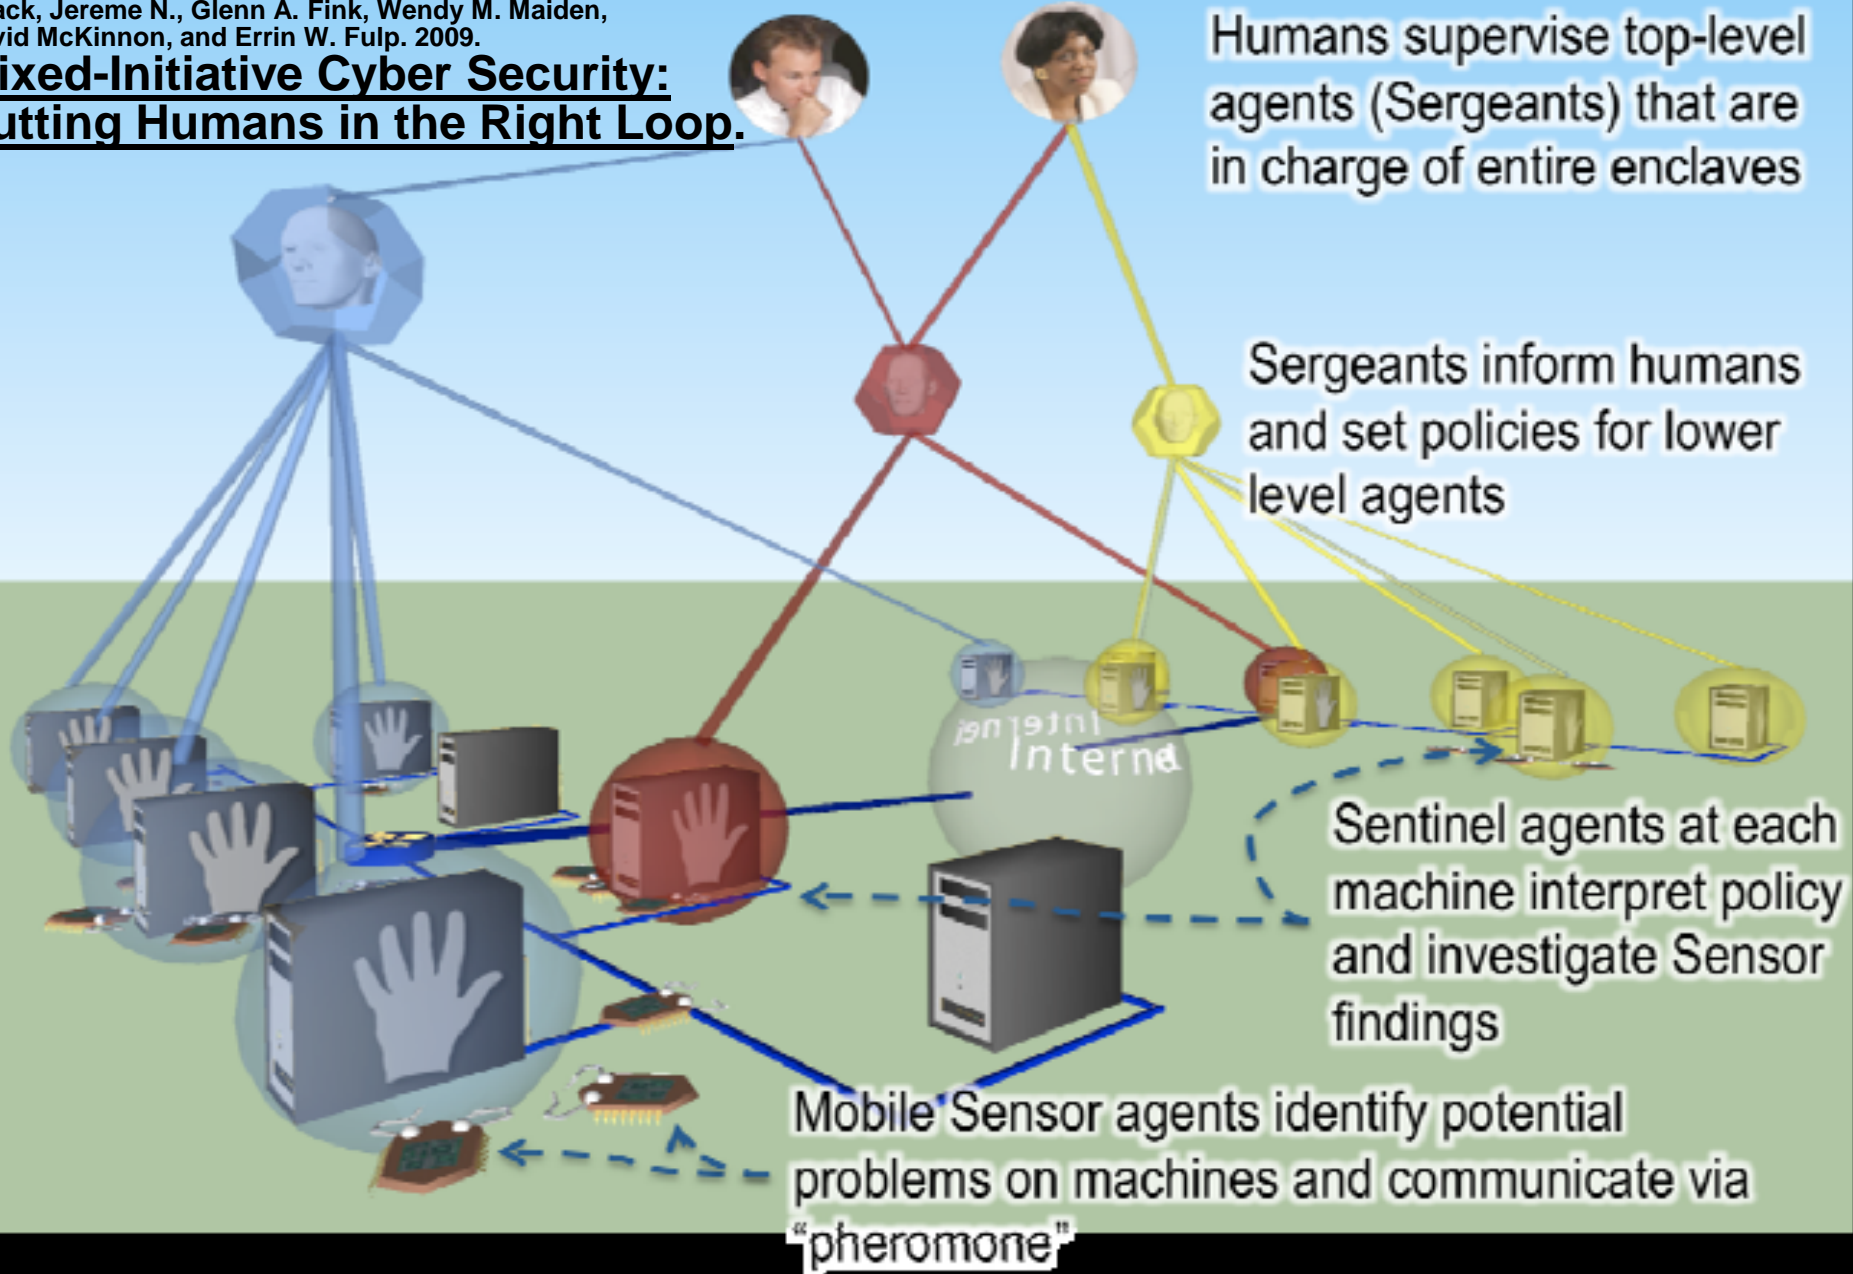 ack, Jereme N., Glenn A. Fink, Wendy M. Maiden,
vid McKinnon, and Errin W. Fulp. 2009.
ixed-Initiative Cyber Security:
utting Humans in the Right Loop.
Humans supervise top-level
agents (Sergeants) that are
in charge of entire enclaves
Sergeants inform humans
and set policies for lower
level agents
Internet
Interne
Sentinel agents at each
machine interpret policy
and investigate Sensor
findings
Mobile Sensor agents identify potential
problems on machines and communicate via
“pheromone”